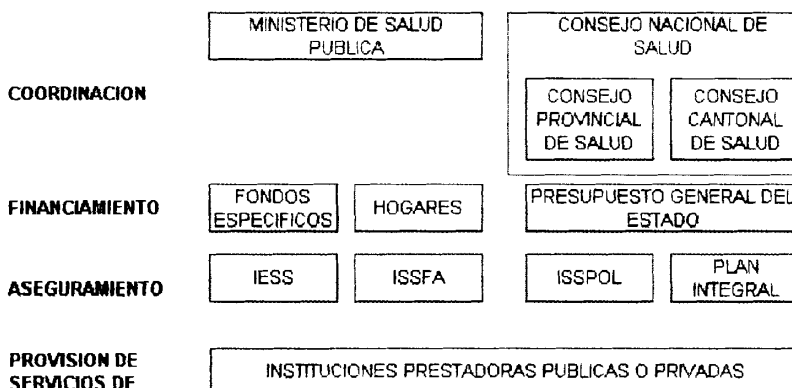 MINISTERIO DE SALUD
PUBLICA
CONSEJO NACIONAL DE
SALUD
COORDINACION
CONSEJO
PROVINCIAL
DE SALUD
CONSEJO
CANTONAL
DE SALUD
FINANCIAMIENTO
FONDOS
ESPECIFICOS
HOGARES
PRESUPUESTO GENERAL DEL
ESTADO
ASEGURAMIENTO
IESS
ISSFA
ISSPOL
PLAN
INTEGRAL
PROVISION DE
SERVICIOS DE
INSTITUCIONES PRESTADORAS PUBLICAS O PRIVADAS